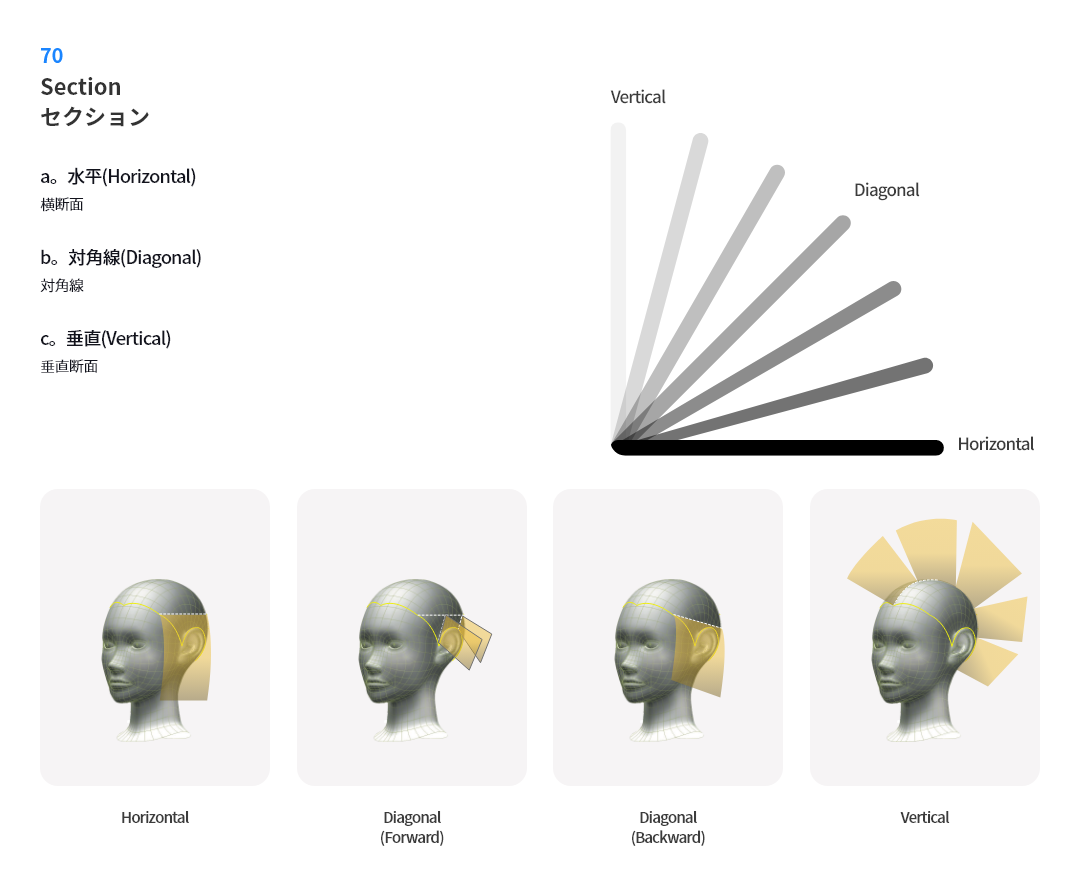 70
Section
セクション
a。水平(Horizontal)
横断面
b。対角線(Diagonal)
対角線
c。垂直(Vertical)
垂直断面
Vertical
Diagonal
Horizontal
Horizontal
Diagonal
(Forward)
Diagonal
(Backward)
Vertical